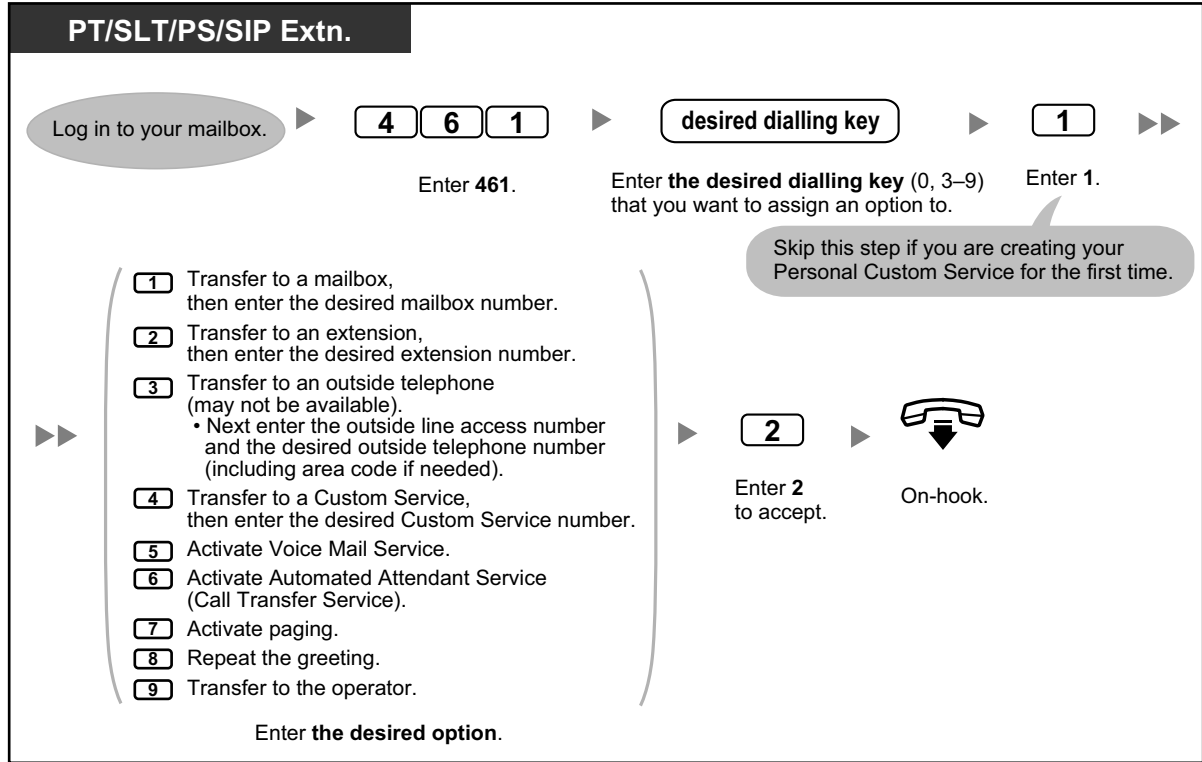 PT/SLT/PS/SIP Extn.
Log in to your mailbox.
4 6 1
desired dialling key
1
Enter 461.
Enter the desired dialling key (0, 3–9)
that you want to assign an option to.
Enter 1.
Skip this step if you are creating your
Personal Custom Service for the first time.
1 Transfer to a mailbox,
then enter the desired mailbox number.
2 Transfer to an extension,
then enter the desired extension number.
3 Transfer to an outside telephone
(may not be available).
• Next enter the outside line access number
and the desired outside telephone number
(including area code if needed).
4 Transfer to a Custom Service,
then enter the desired Custom Service number.
5 Activate Voice Mail Service.
6 Activate Automated Attendant Service
(Call Transfer Service).
7 Activate paging.
8 Repeat the greeting.
9 Transfer to the operator.
Enter the desired option.
2
Enter 2
to accept.
On-hook.